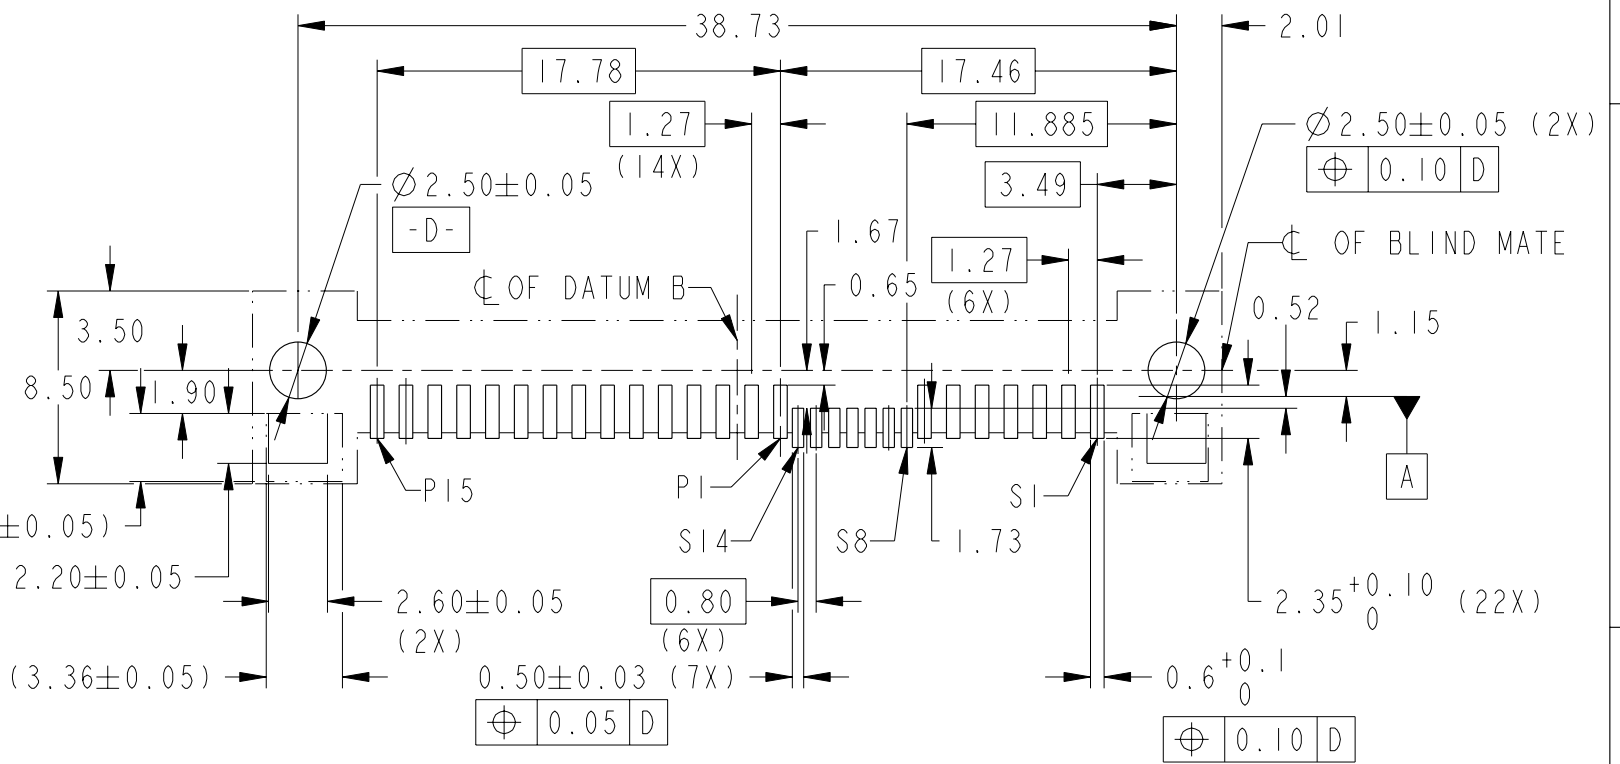 38.73
2.01
17.78
17.46
1.27
(14X)
11.885
⌀2.50±0.05 (2X)
⌖ 0.10 D
⌀2.50±0.05
-D-
3.49
1.67
℄ OF BLIND MATE
1.27
(6X)
℄ OF DATUM B
0.65
0.52
1.15
3.50
8.50
1.90
A
P15
P1
S1
±0.05)
S14
S8
1.73
2.20±0.05
2.60±0.05
(2X)
0.80
(6X)
2.35 +0.10 (22X)
0
(3.36±0.05)
0.50±0.03 (7X)
⌖ 0.05 D
0.6 +0.1
0
⌖ 0.10 D